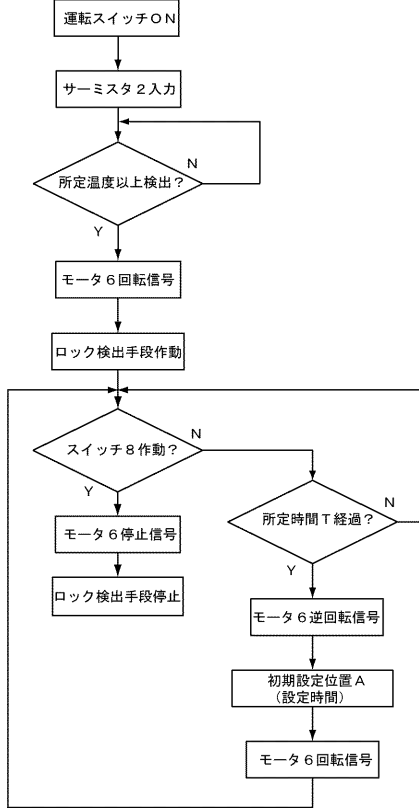 運転スイッチＯＮ
サーミスタ２入力
所定温度以上検出？
N
Y
モータ６回転信号
ロック検出手段作動
スイッチ８作動？
N
Y
モータ６停止信号
ロック検出手段停止
所定時間Ｔ経過？
N
Y
モータ６逆回転信号
初期設定位置Ａ
（設定時間）
モータ６回転信号